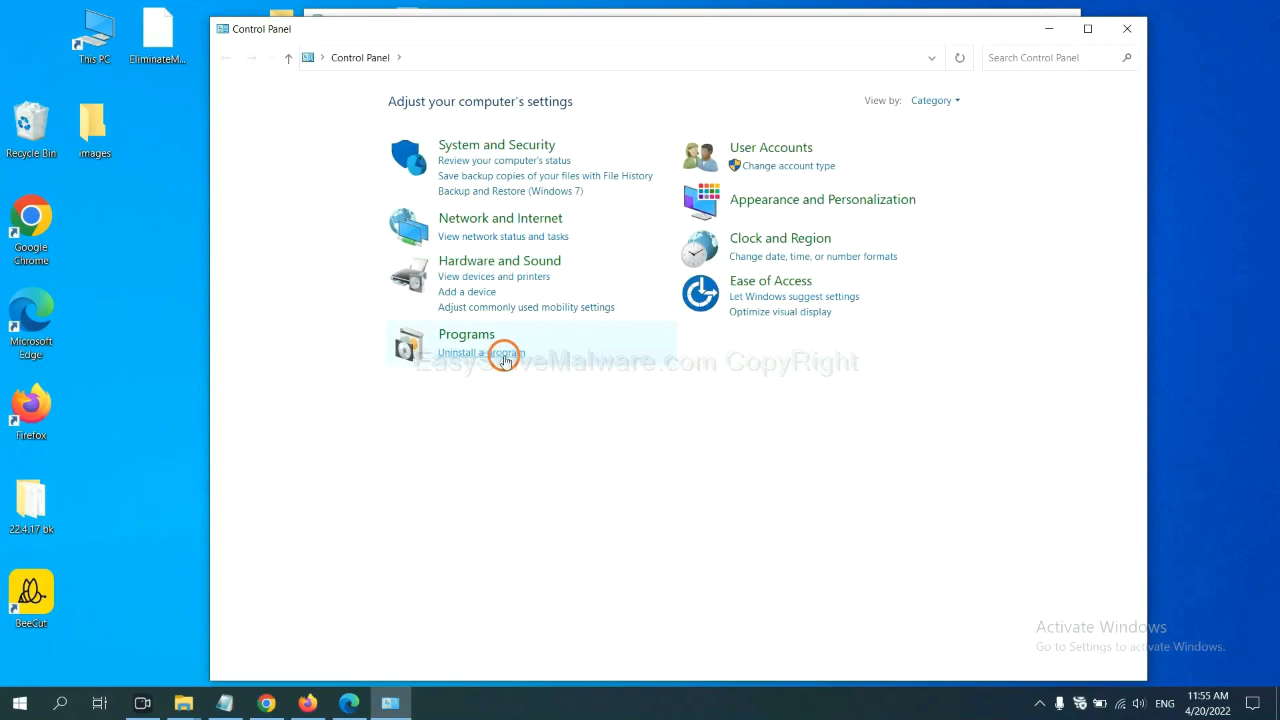 This PC
EliminateM...
Recycle Bin
images
Google
Chrome
Microsoft
Edge
Firefox
22.4.17 bk
BeeCut
Control Panel
Control Panel
Search Control Panel
Adjust your computer's settings
View by: Category
System and Security
Review your computer's status
Save backup copies of your files with File History
Backup and Restore (Windows 7)
Network and Internet
View network status and tasks
Hardware and Sound
View devices and printers
Add a device
Adjust commonly used mobility settings
Programs
Uninstall a program
User Accounts
Change account type
Appearance and Personalization
Clock and Region
Change date, time, or number formats
Ease of Access
Let Windows suggest settings
Optimize visual display
EasySolveMalware.com CopyRight
Activate Windows
Go to Settings to activate Windows.
ENG
11:55 AM
4/20/2022